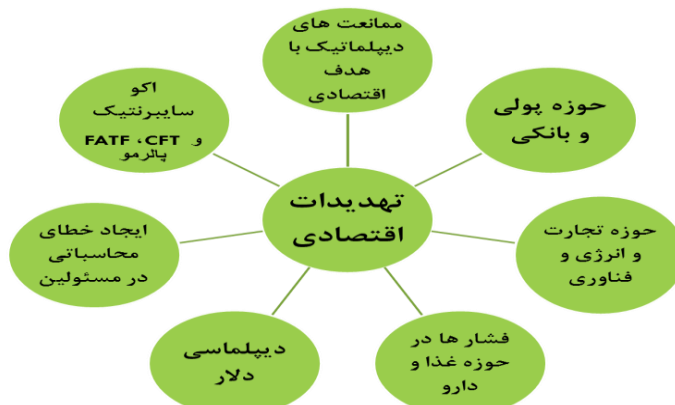 ممانعت های
دیپلماتیک با
هدف
اقتصادی
حوزه پولی
و بانکی
حوزه تجارت
و انرژی و
فناوری
فشار ها در
حوزه غذا و
دارو
دیپلماسی
دلار
ایجاد خطای
محاسباتی
در مسئولین
اکو
سایبرنتیک
و FATF ،CFT
پالرمو
تهدیدات
اقتصادی